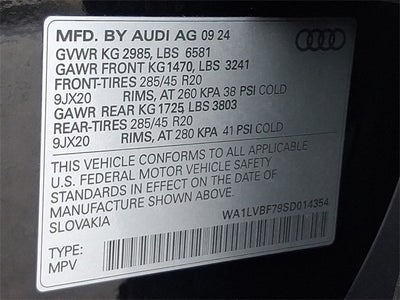 MFD. BY AUDI AG 09 24
GVWR KG 2985, LBS 6581
GAWR FRONT KG1470, LBS 3241
FRONT-TIRES 285/45 R20
9JX20 RIMS, AT 260 KPA 38 PSI COLD
GAWR REAR KG 1725, LBS 3803
REAR-TIRES 285/45 R20
9JX20 RIMS, AT 280 KPA 41 PSI COLD
THIS VEHICLE CONFORMS TO ALL APPLICABLE
U.S. FEDERAL MOTOR VEHICLE SAFETY
STANDARDS IN EFFECT ON THE DATE OF
MANUFACTURE SHOWN ABOVE.
SLOVAKIA WA1LVBF79SD014354
TYPE:
MPV